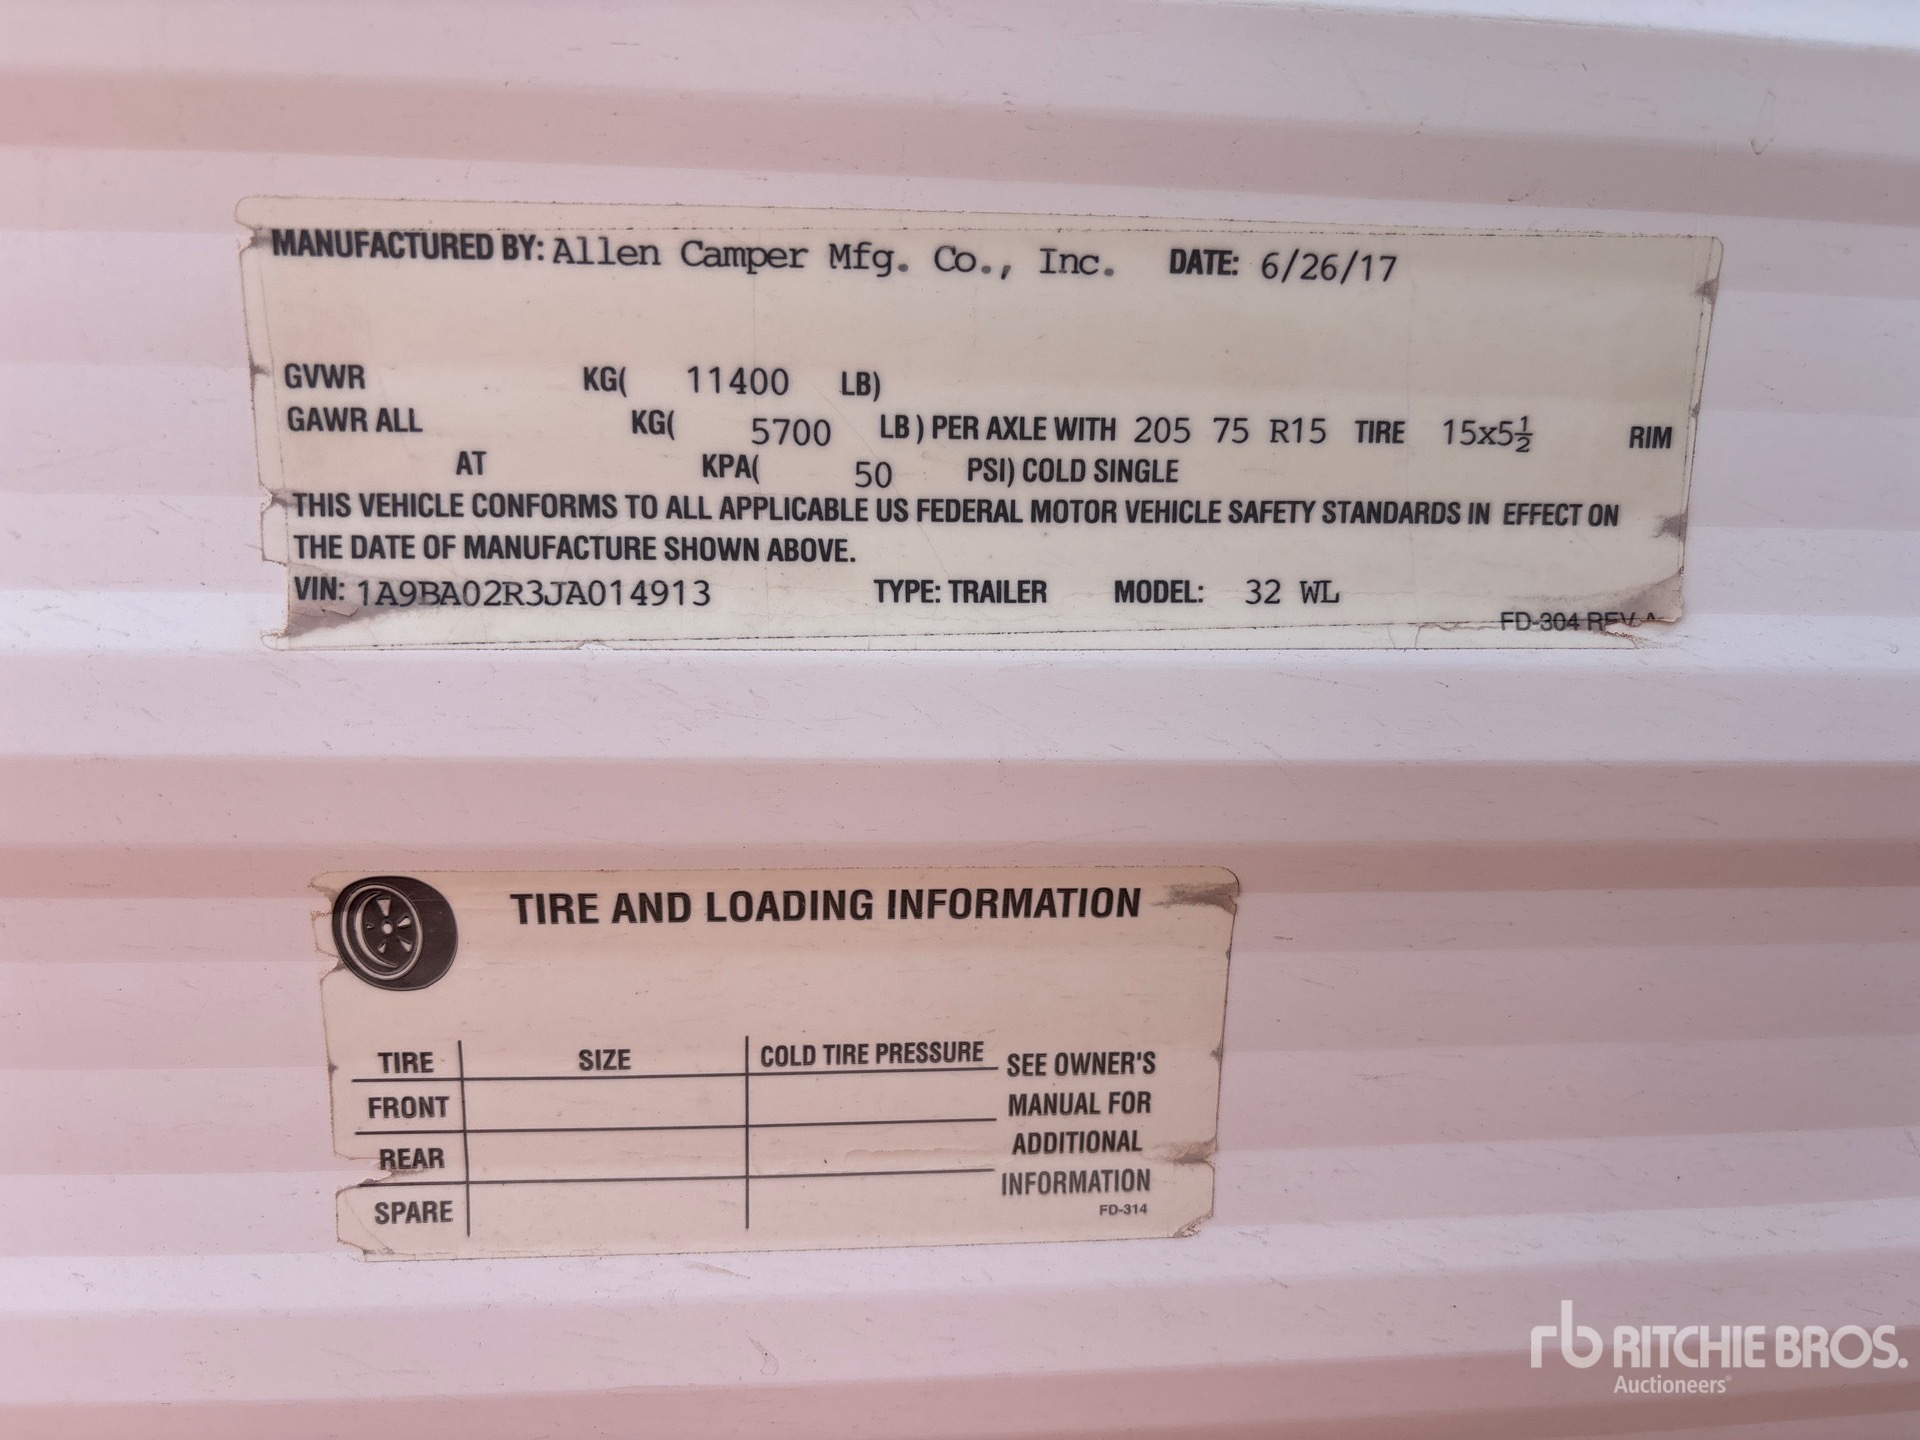 MANUFACTURED BY: Allen Camper Mfg. Co., Inc. DATE: 6/26/17
GVWR KG( 11400 LB)
GAWR ALL KG( 5700 LB) PER AXLE WITH 205 75 R15 TIRE 15x5½ RIM
AT KPA( 50 PSI) COLD SINGLE
THIS VEHICLE CONFORMS TO ALL APPLICABLE US FEDERAL MOTOR VEHICLE SAFETY STANDARDS IN EFFECT ON
THE DATE OF MANUFACTURE SHOWN ABOVE.
VIN: 1A9BA02R3JA014913 TYPE: TRAILER MODEL: 32 WL
FD-304 REV A
TIRE AND LOADING INFORMATION
TIRE SIZE COLD TIRE PRESSURE SEE OWNER'S
FRONT MANUAL FOR
REAR ADDITIONAL
INFORMATION
SPARE FD-314
rb RITCHIE BROS.
Auctioneers